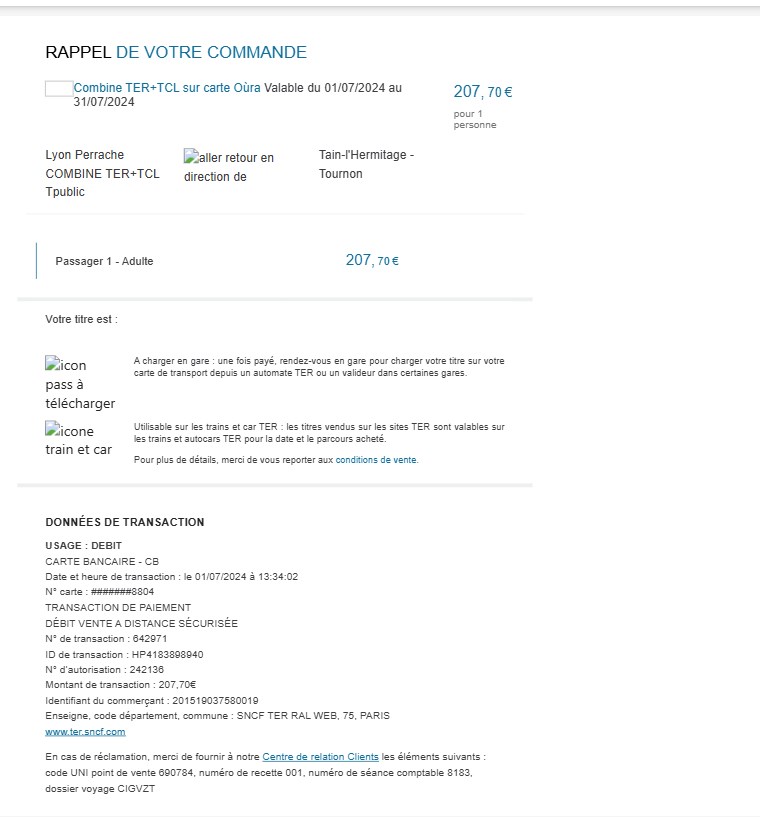 RAPPEL DE VOTRE COMMANDE
Combine TER+TCL sur carte Oùra Valable du 01/07/2024 au
31/07/2024
207, 70 €
pour 1
personne
Lyon Perrache
COMBINE TER+TCL
Tpublic
aller retour en
direction de
Tain-l'Hermitage -
Tournon
Passager 1 - Adulte
207, 70 €
Votre titre est :
icon
pass à
télécharger
A charger en gare : une fois payé, rendez-vous en gare pour charger votre titre sur votre
carte de transport depuis un automate TER ou un valideur dans certaines gares.
icone
train et car
Utilisable sur les trains et car TER : les titres vendus sur les sites TER sont valables sur
les trains et autocars TER pour la date et le parcours acheté.
Pour plus de détails, merci de vous reporter aux conditions de vente.
DONNÉES DE TRANSACTION
USAGE : DEBIT
CARTE BANCAIRE - CB
Date et heure de transaction : le 01/07/2024 à 13:34:02
N° carte : #######8804
TRANSACTION DE PAIEMENT
DÉBIT VENTE A DISTANCE SÉCURISÉE
N° de transaction : 642971
ID de transaction : HP4183898940
N° d'autorisation : 242136
Montant de transaction : 207,70€
Identifiant du commerçant : 201519037580019
Enseigne, code département, commune : SNCF TER RAL WEB, 75, PARIS
www.ter.sncf.com
En cas de réclamation, merci de fournir à notre Centre de relation Clients les éléments suivants :
code UNI point de vente 690784, numéro de recette 001, numéro de séance comptable 8183,
dossier voyage CIGVZT